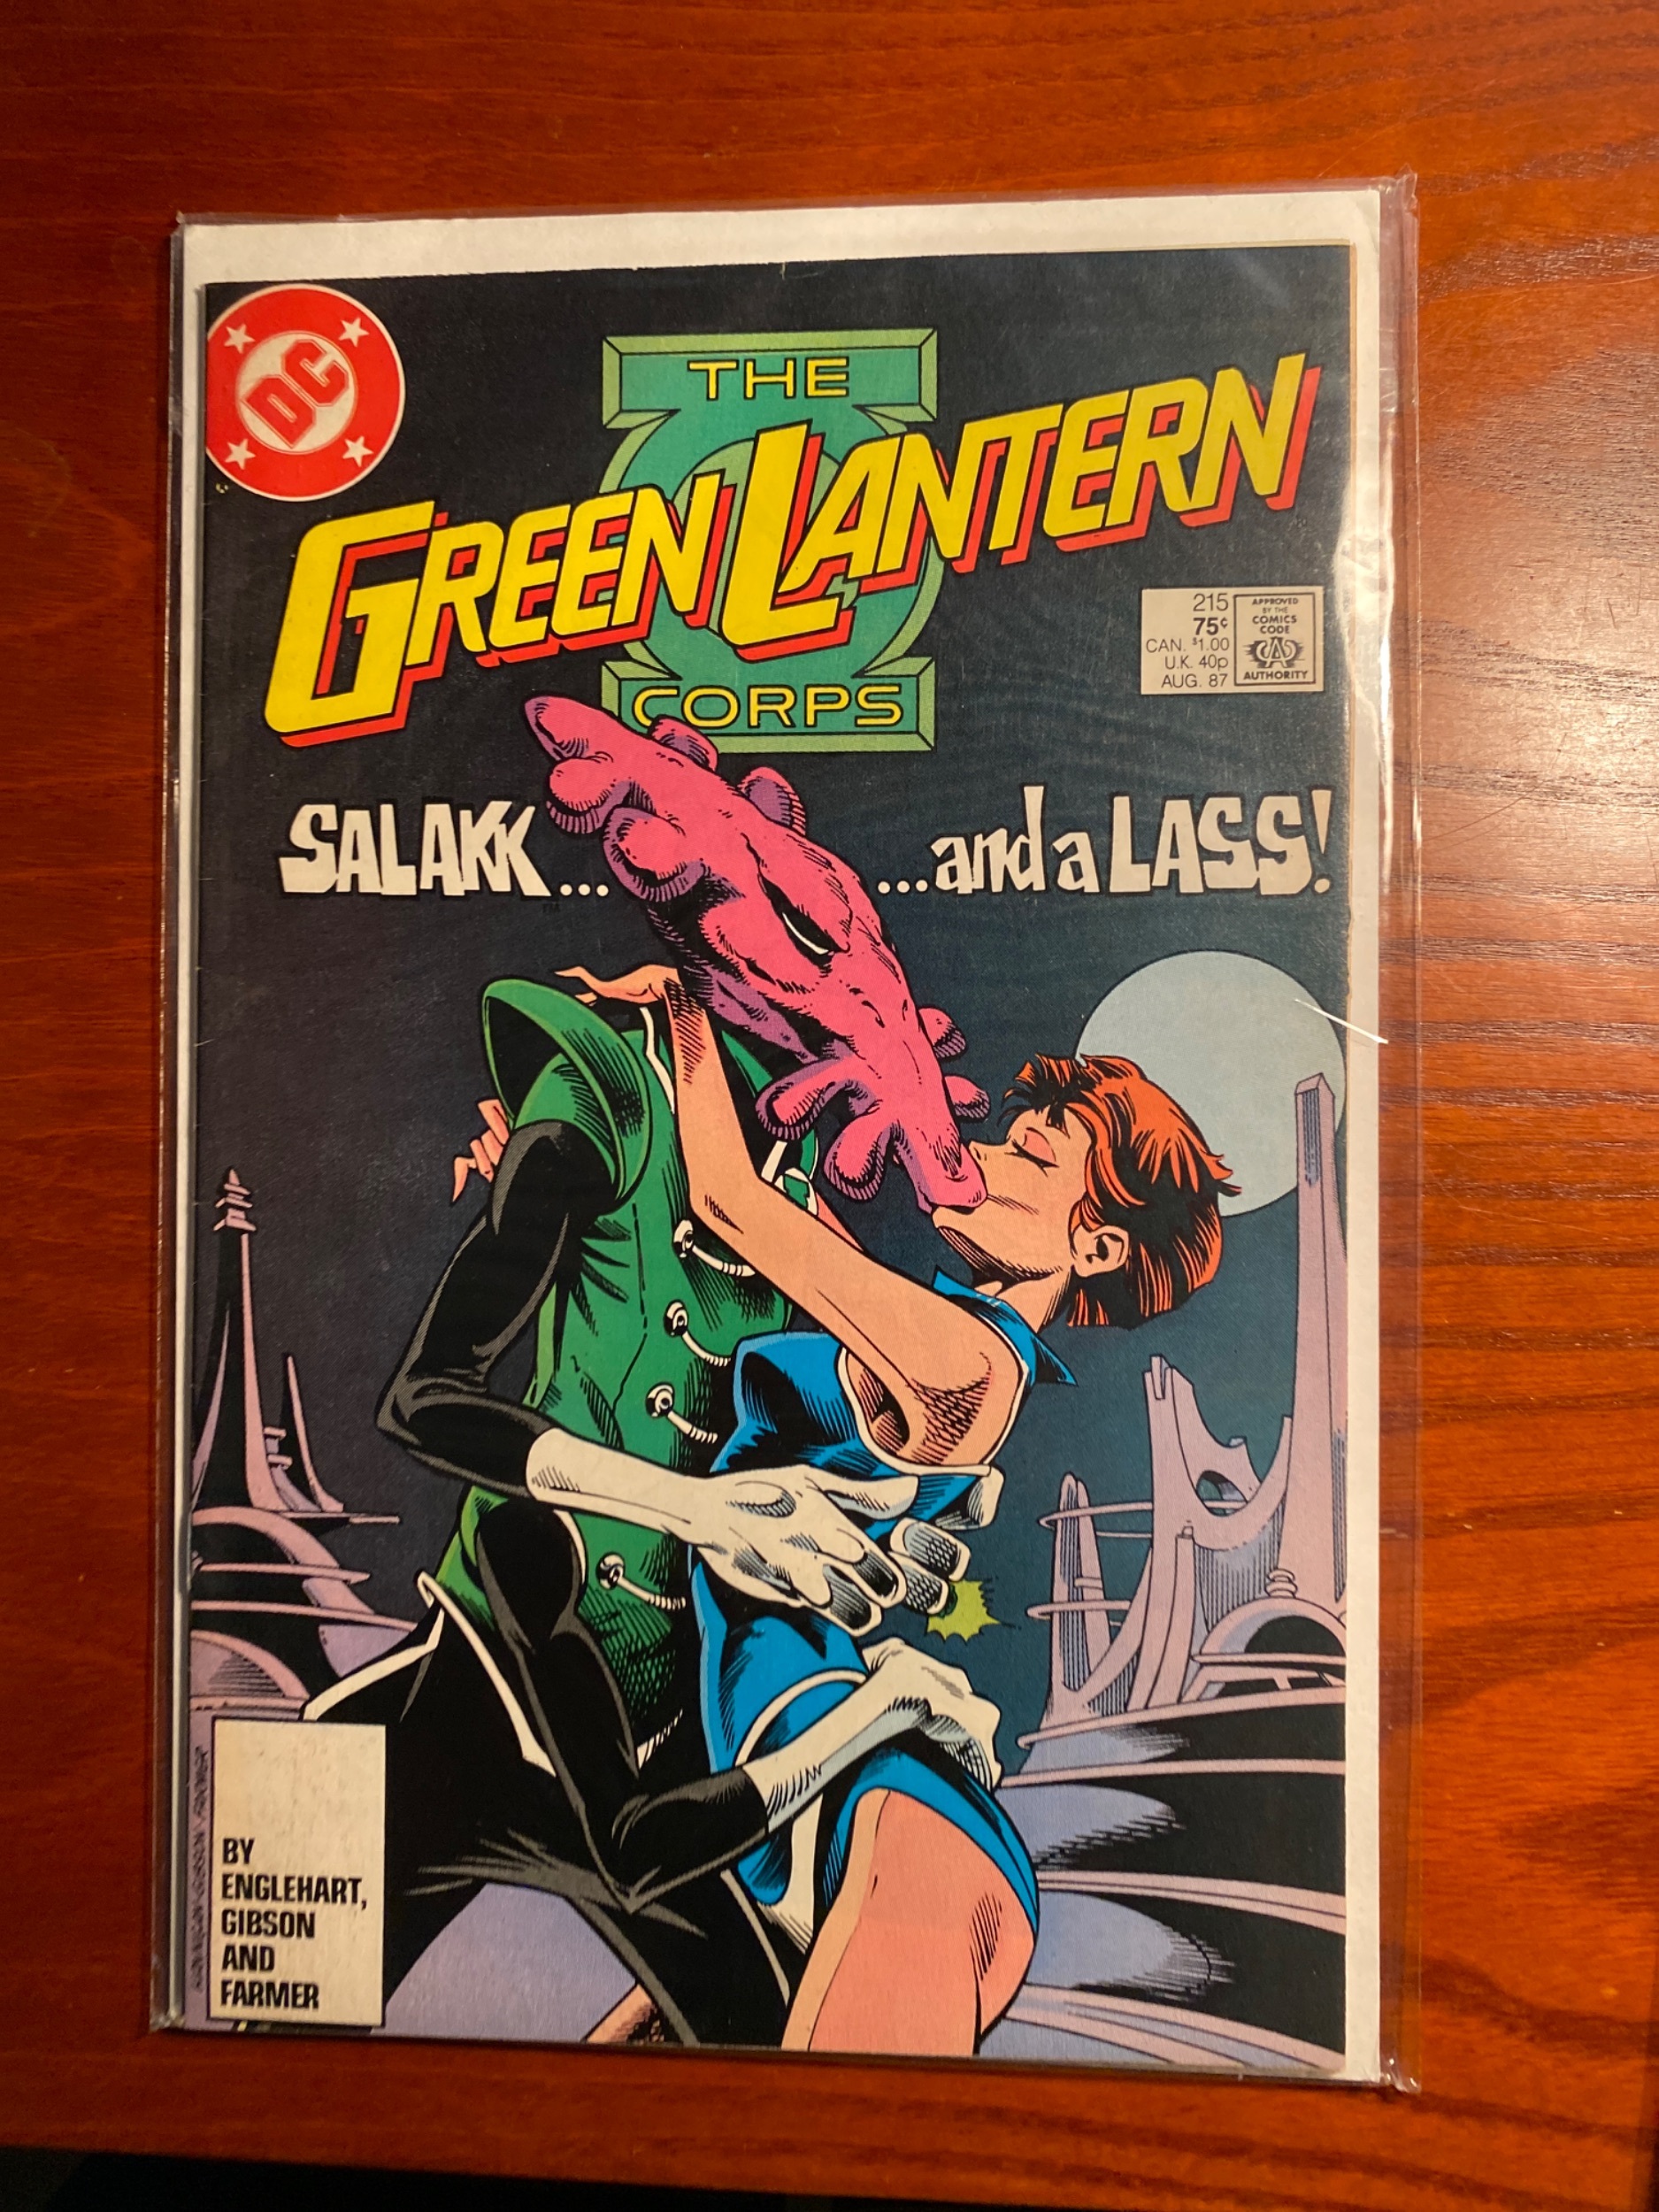 DC
THE
GREEN LANTERN
CORPS
215
75¢
CAN. $1.00
U.K. 40p
AUG. 87
APPROVED
BY THE
COMICS
CODE
CA
AUTHORITY
SALAKK...
...and a LASS!
BY
ENGLEHART,
GIBSON
AND
FARMER